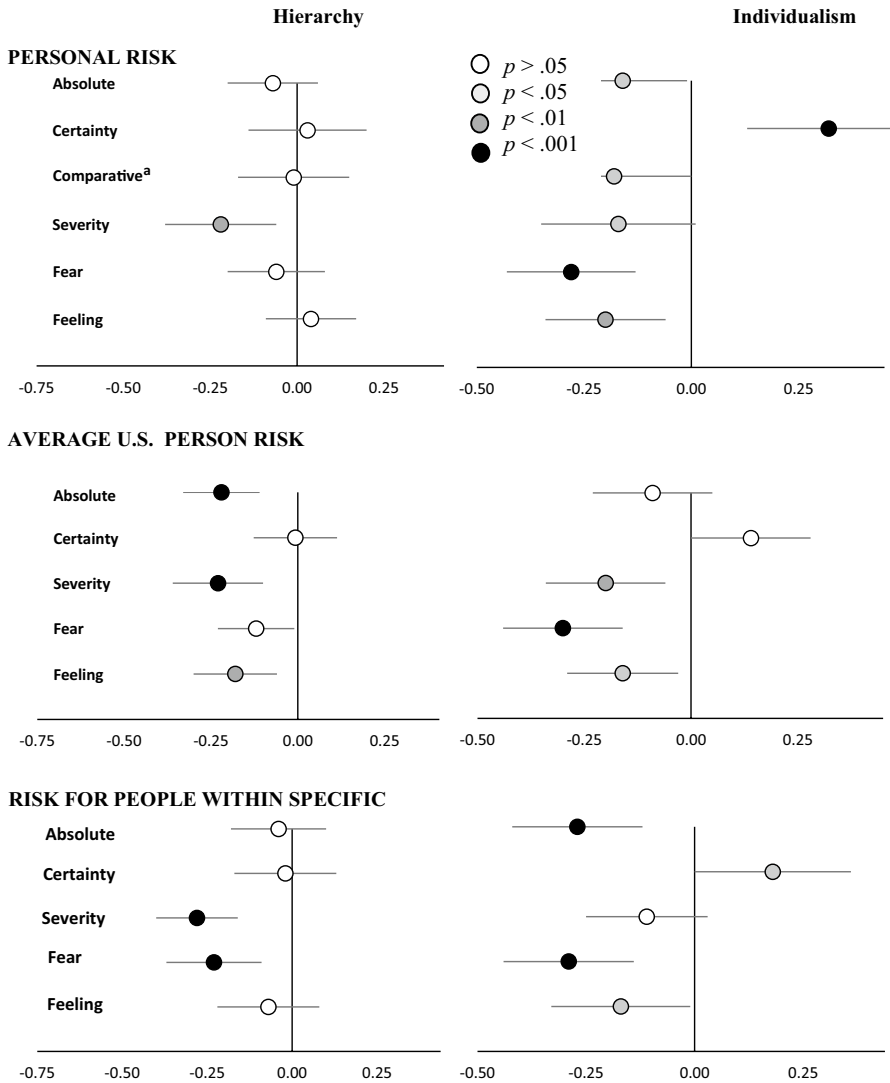 Hierarchy Individualism
PERSONAL RISK
Absolute
Certainty
Comparativeᵃ
Severity
Fear
Feeling
p > .05
p < .05
p < .01
p < .001
-0.75 -0.50 -0.25 0.00 0.25
-0.50 -0.25 0.00 0.25
AVERAGE U.S. PERSON RISK
Absolute
Certainty
Severity
Fear
Feeling
-0.75 -0.50 -0.25 0.00 0.25
-0.50 -0.25 0.00 0.25
RISK FOR PEOPLE WITHIN SPECIFIC
Absolute
Certainty
Severity
Fear
Feeling
-0.75 -0.50 -0.25 0.00 0.25
-0.50 -0.25 0.00 0.25